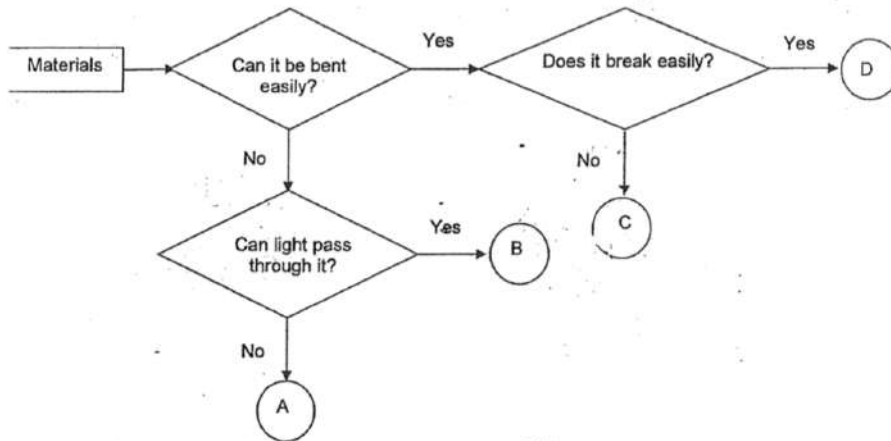 Materials
Can it be bent
easily?
Yes
Does it break easily?
Yes
D
No
No
C
Can light pass
through it?
Yes
B
No
A